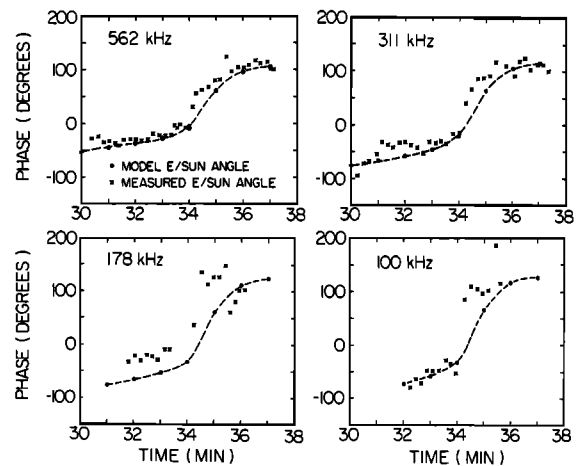 562 kHz
311 kHz
PHASE (DEGREES)
200
100
0
-100
MODEL E/SUN ANGLE
MEASURED E/SUN ANGLE
30 32 34 36 38
200
100
0
-100
30 32 34 36 38
178 kHz
100 kHz
PHASE (DEGREES)
200
100
0
-100
30 32 34 36 38
TIME (MIN)
200
100
0
-100
30 32 34 36 38
TIME (MIN)